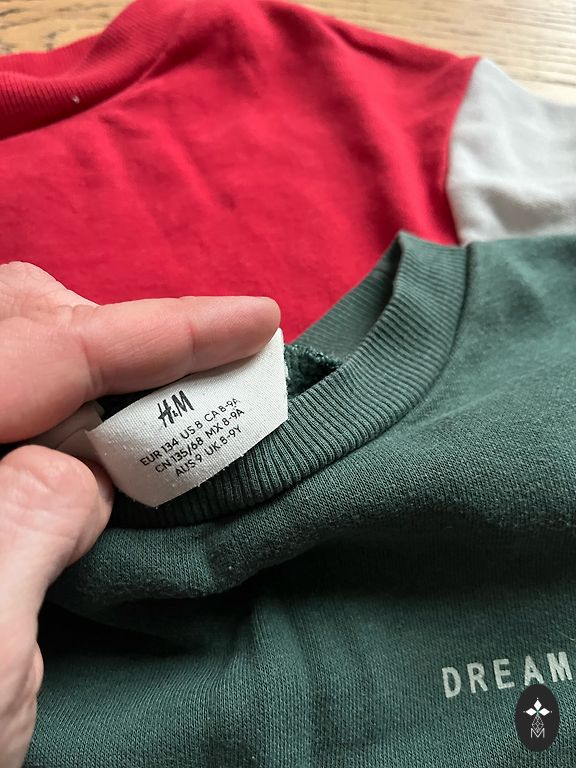 H&M
EUR 134 US 8 CA 8-9A
CN 135/68 MX 8-9A
AUS 9 UK 8-9Y
DREAM
M